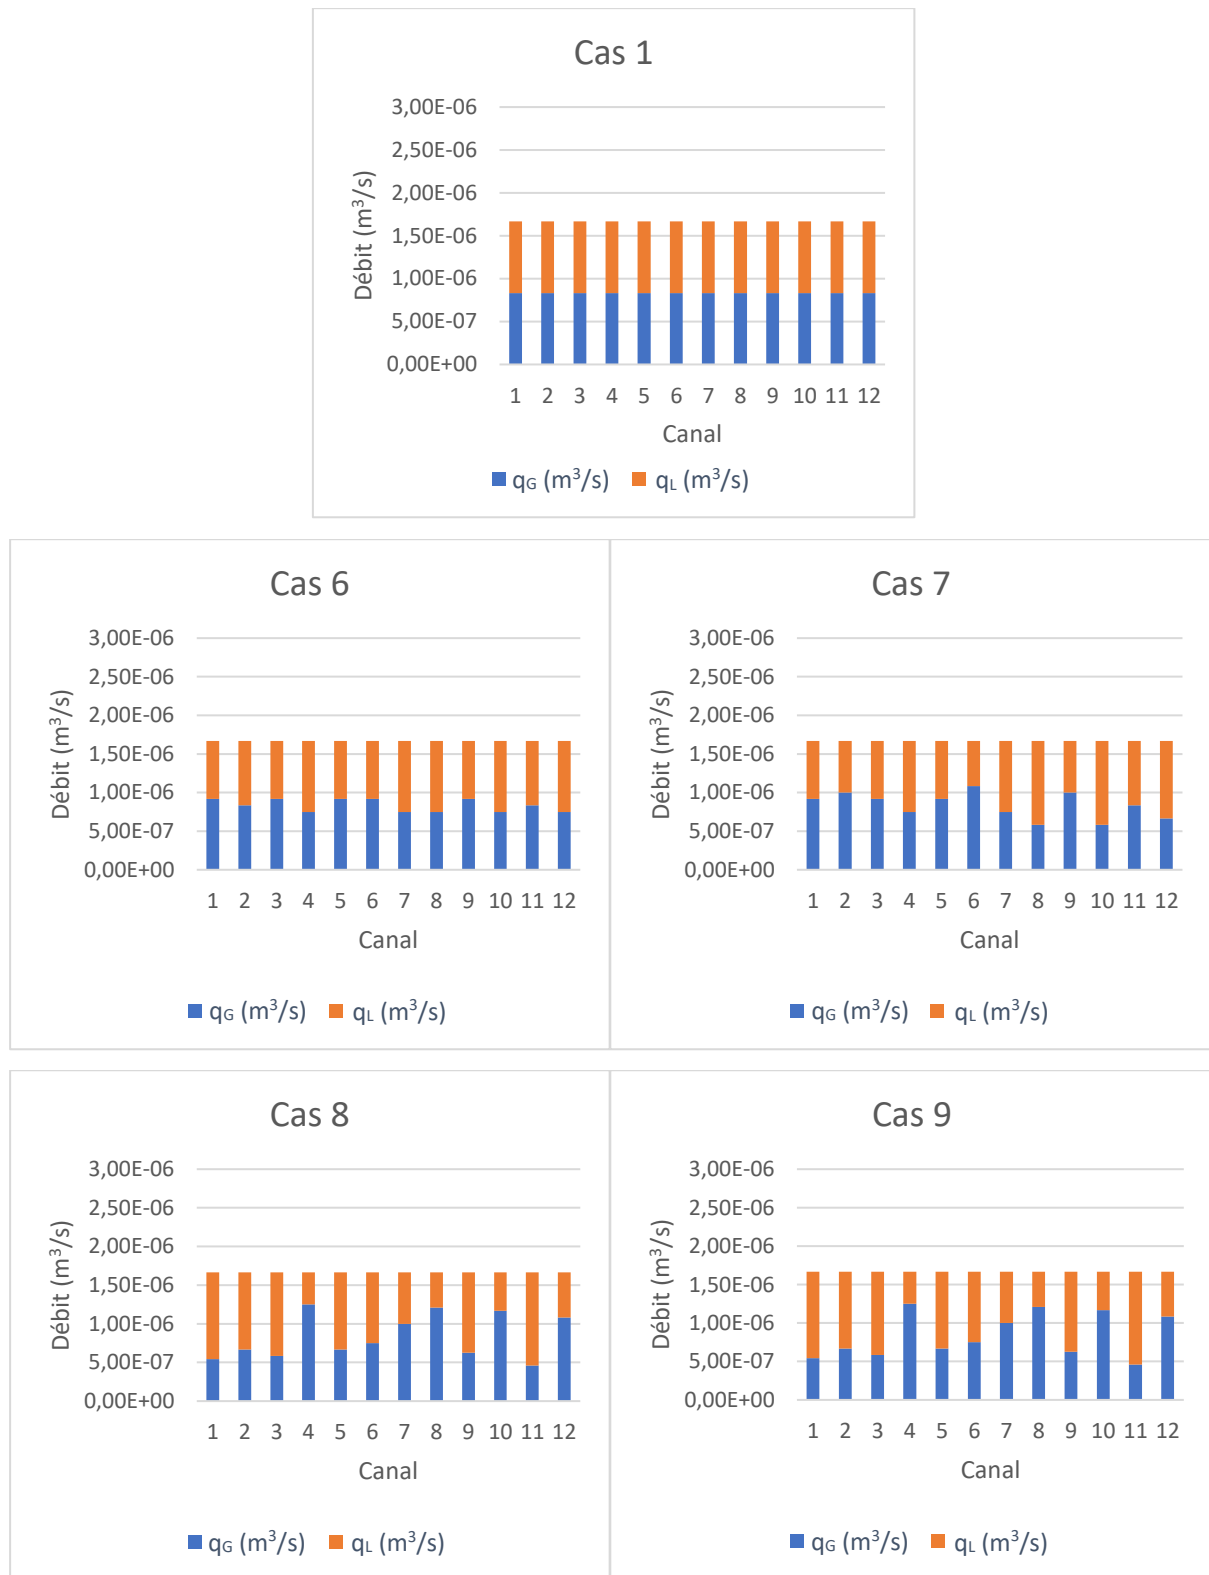 Cas 1
Débit (m³/s)
3,00E-06
2,50E-06
2,00E-06
1,50E-06
1,00E-06
5,00E-07
0,00E+00
1 2 3 4 5 6 7 8 9 10 11 12
Canal
qG (m³/s) qL (m³/s)
Cas 6
Débit (m³/s)
3,00E-06
2,50E-06
2,00E-06
1,50E-06
1,00E-06
5,00E-07
0,00E+00
1 2 3 4 5 6 7 8 9 10 11 12
Canal
qG (m³/s) qL (m³/s)
Cas 7
Débit (m³/s)
3,00E-06
2,50E-06
2,00E-06
1,50E-06
1,00E-06
5,00E-07
0,00E+00
1 2 3 4 5 6 7 8 9 10 11 12
Canal
qG (m³/s) qL (m³/s)
Cas 8
Débit (m³/s)
3,00E-06
2,50E-06
2,00E-06
1,50E-06
1,00E-06
5,00E-07
0,00E+00
1 2 3 4 5 6 7 8 9 10 11 12
Canal
qG (m³/s) qL (m³/s)
Cas 9
Débit (m³/s)
3,00E-06
2,50E-06
2,00E-06
1,50E-06
1,00E-06
5,00E-07
0,00E+00
1 2 3 4 5 6 7 8 9 10 11 12
Canal
qG (m³/s) qL (m³/s)